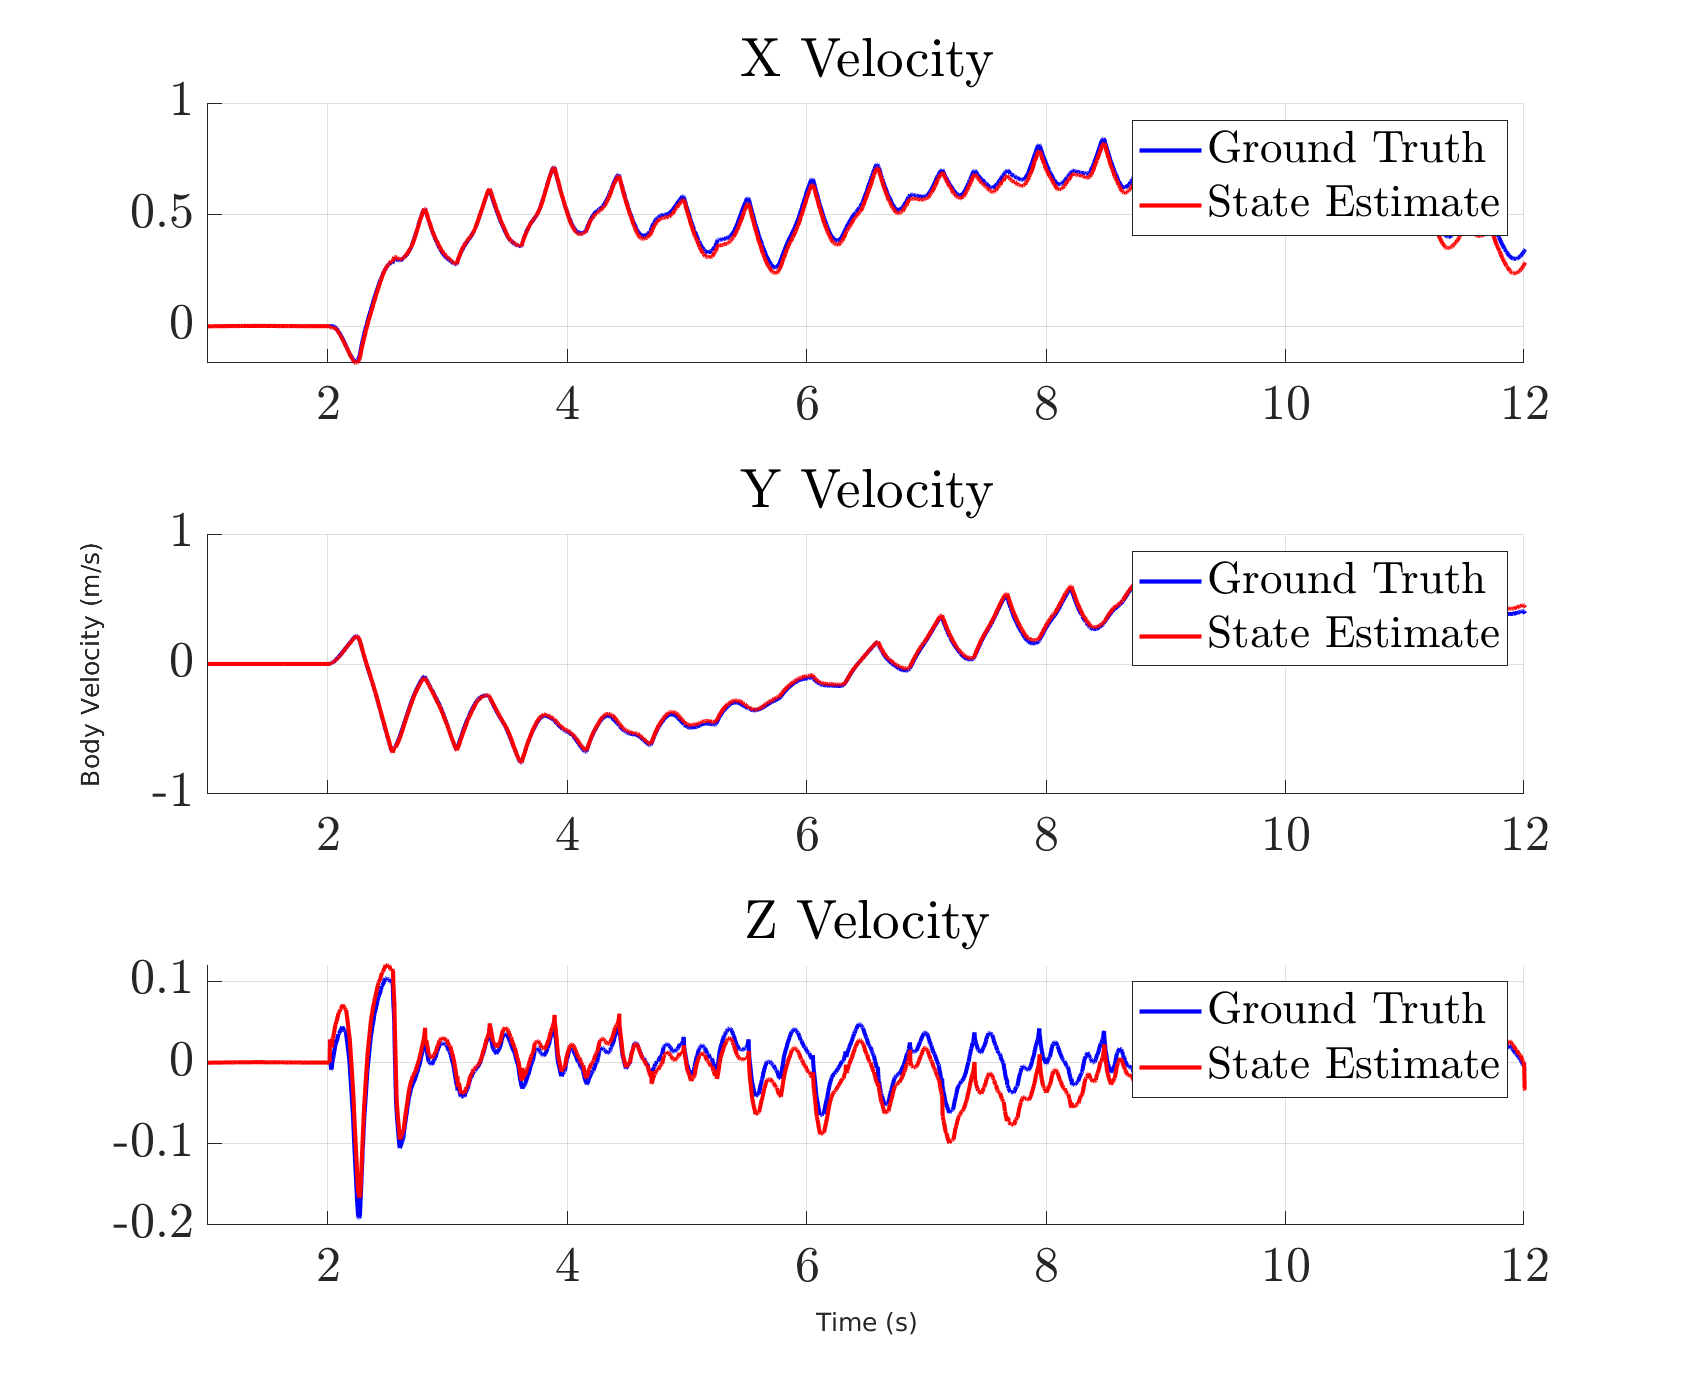 X Velocity
1
0.5
0
Ground Truth
State Estimate
2 4 6 8 10 12
Y Velocity
1
0
-1
Body Velocity (m/s)
Ground Truth
State Estimate
2 4 6 8 10 12
Z Velocity
0.1
0
-0.1
-0.2
Ground Truth
State Estimate
2 4 6 8 10 12
Time (s)